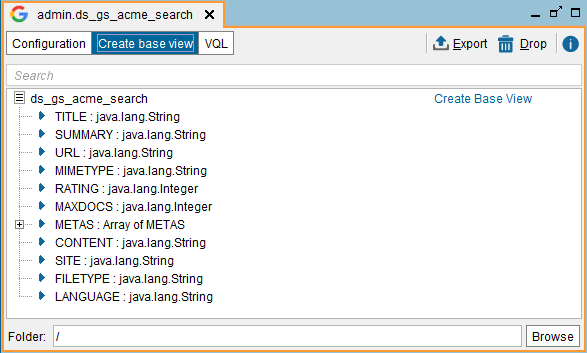 admin.ds_gs_acme_search
Configuration Create base view VQL Export Drop
Search
ds_gs_acme_search Create Base View
TITLE : java.lang.String
SUMMARY : java.lang.String
URL : java.lang.String
MIMETYPE : java.lang.String
RATING : java.lang.Integer
MAXDOCS : java.lang.Integer
METAS : Array of METAS
CONTENT : java.lang.String
SITE : java.lang.String
FILETYPE : java.lang.String
LANGUAGE : java.lang.String
Folder: / Browse